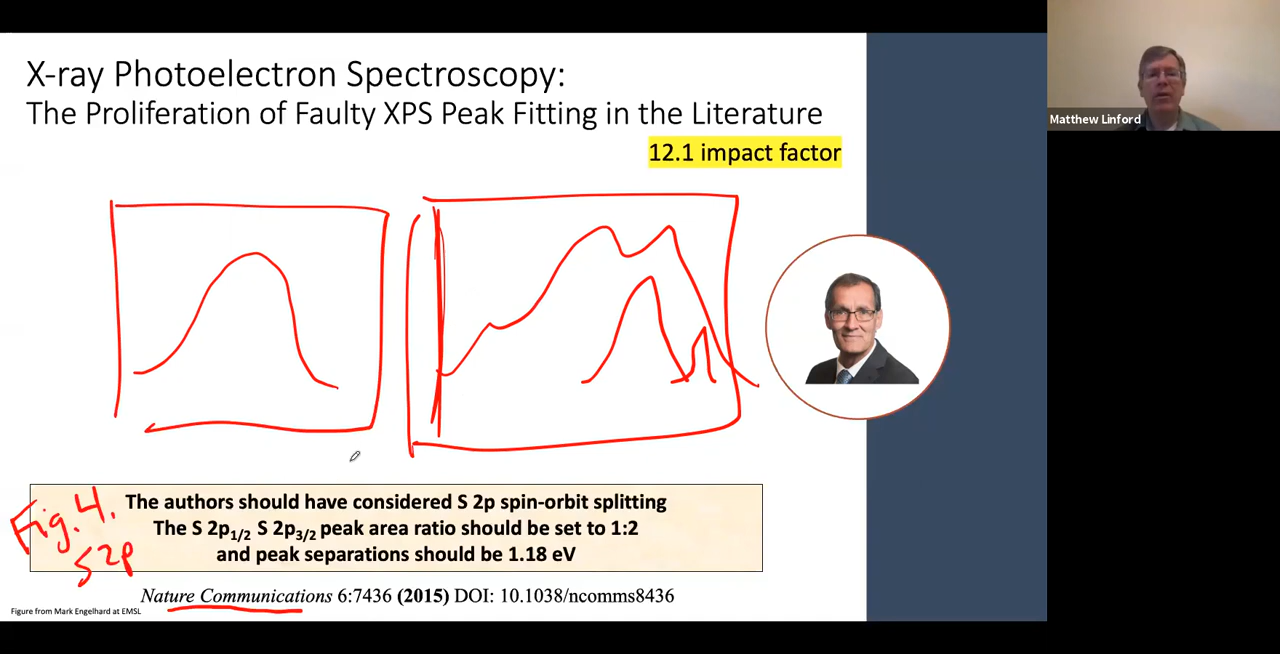 X-ray Photoelectron Spectroscopy:
The Proliferation of Faulty XPS Peak Fitting in the Literature
12.1 impact factor
Matthew Linford
The authors should have considered S 2p spin-orbit splitting
The S 2p1/2 S 2p3/2 peak area ratio should be set to 1:2
and peak separations should be 1.18 eV
Fig. 4.
S 2p
Nature Communications 6:7436 (2015) DOI: 10.1038/ncomms8436
Figure from Mark Engelhard at EMSL